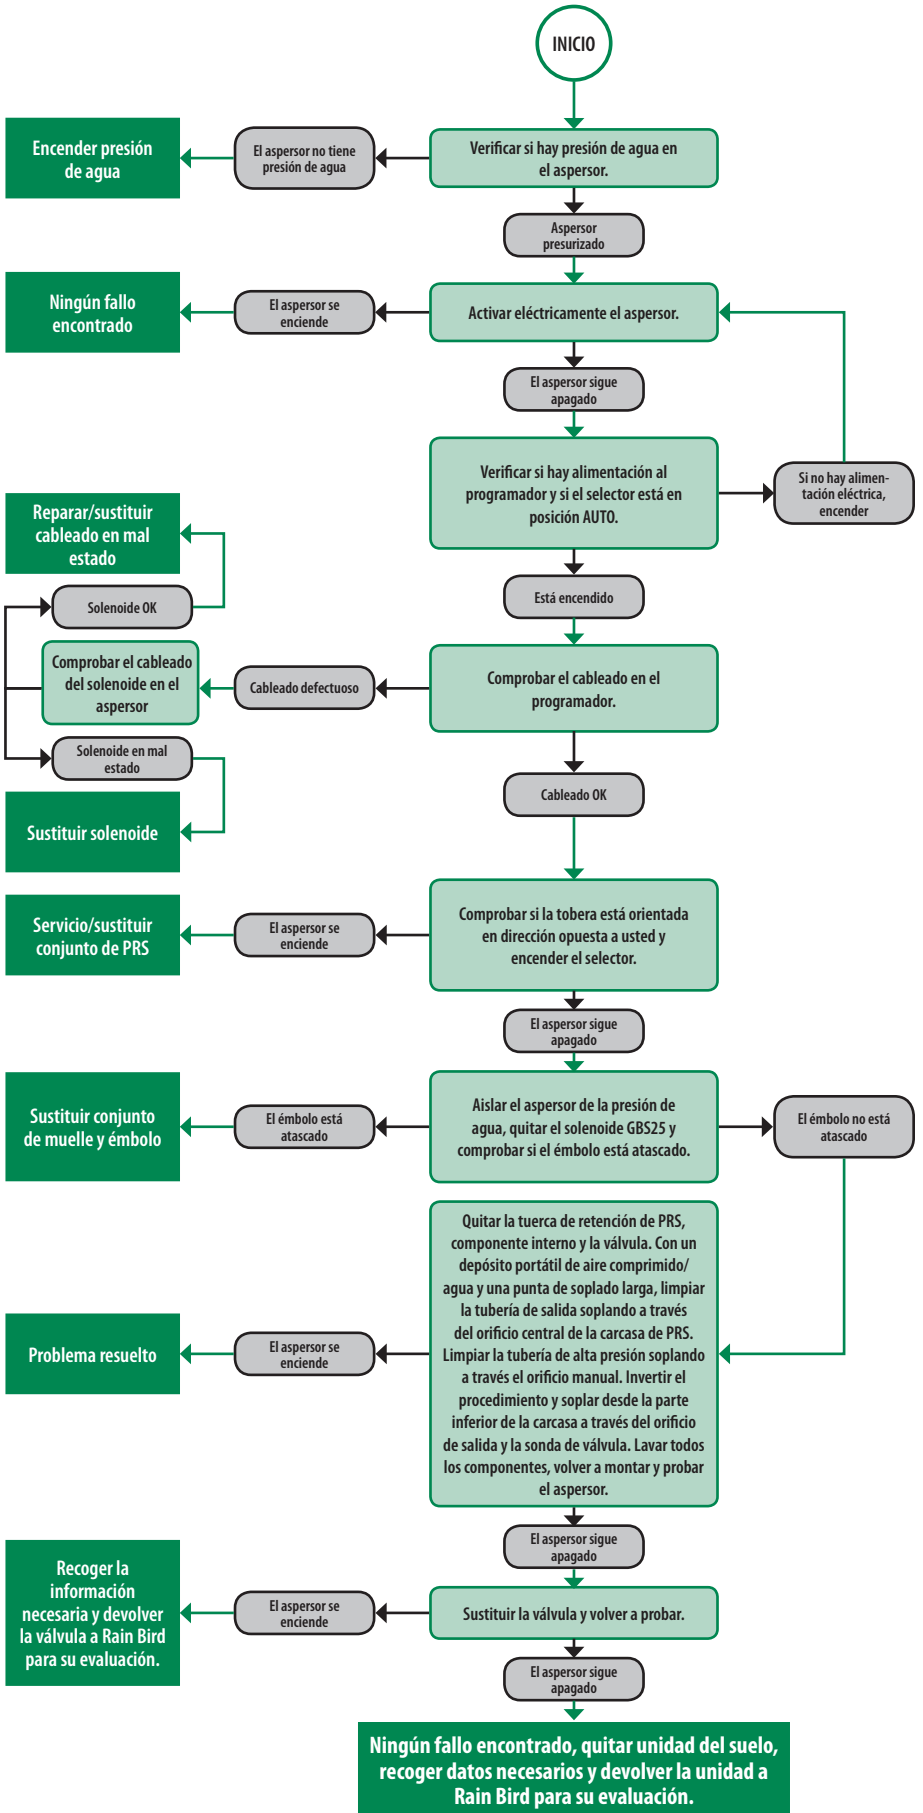 INICIO
Encender presión
de agua
El aspersor no tiene
presión de agua
Verificar si hay presión de agua en
el aspersor.
Aspersor
presurizado
Ningún fallo
encontrado
El aspersor se
enciende
Activar eléctricamente el aspersor.
El aspersor sigue
apagado
Verificar si hay alimentación al
programador y si el selector está en
posición AUTO.
Si no hay alimen-
tación eléctrica,
encender
Reparar/sustituir
cableado en mal
estado
Está encendido
Solenoide OK
Comprobar el cableado
del solenoide en el
aspersor
Cableado defectuoso
Comprobar el cableado en el
programador.
Solenoide en mal
estado
Cableado OK
Sustituir solenoide
Servicio/sustituir
conjunto de PRS
El aspersor se
enciende
Comprobar si la tobera está orientada
en dirección opuesta a usted y
encender el selector.
El aspersor sigue
apagado
Sustituir conjunto
de muelle y émbolo
El émbolo está
atascado
Aislar el aspersor de la presión de
agua, quitar el solenoide GBS25 y
comprobar si el émbolo está atascado.
El émbolo no está
atascado
Quitar la tuerca de retención de PRS,
componente interno y la válvula. Con un
depósito portátil de aire comprimido/
agua y una punta de soplado larga, limpiar
la tubería de salida soplando a través
del orificio central de la carcasa de PRS.
Limpiar la tubería de alta presión soplando
a través el orificio manual. Invertir el
procedimiento y soplar desde la parte
inferior de la carcasa a través del orificio
de salida y la sonda de válvula. Lavar todos
los componentes, volver a montar y probar
el aspersor.
Problema resuelto
El aspersor se
enciende
El aspersor sigue
apagado
Recoger la
información
necesaria y devolver
la válvula a Rain Bird
para su evaluación.
El aspersor se
enciende
Sustituir la válvula y volver a probar.
El aspersor sigue
apagado
Ningún fallo encontrado, quitar unidad del suelo,
recoger datos necesarios y devolver la unidad a
Rain Bird para su evaluación.